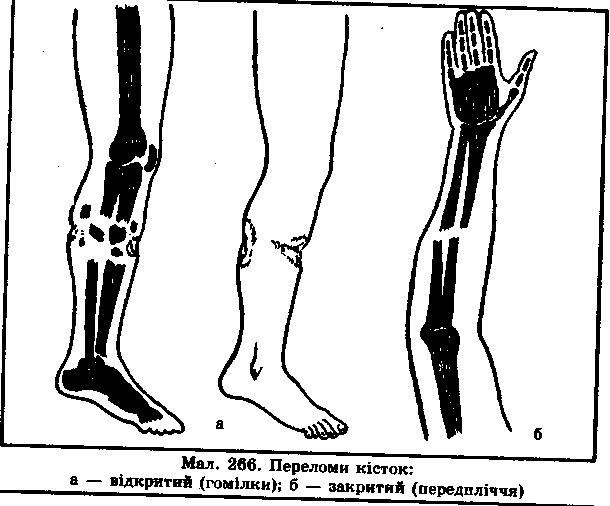 а
б
Мал. 266. Переломи кісток:
а — відкритий (гомілки); б — закритий (передпліччя)